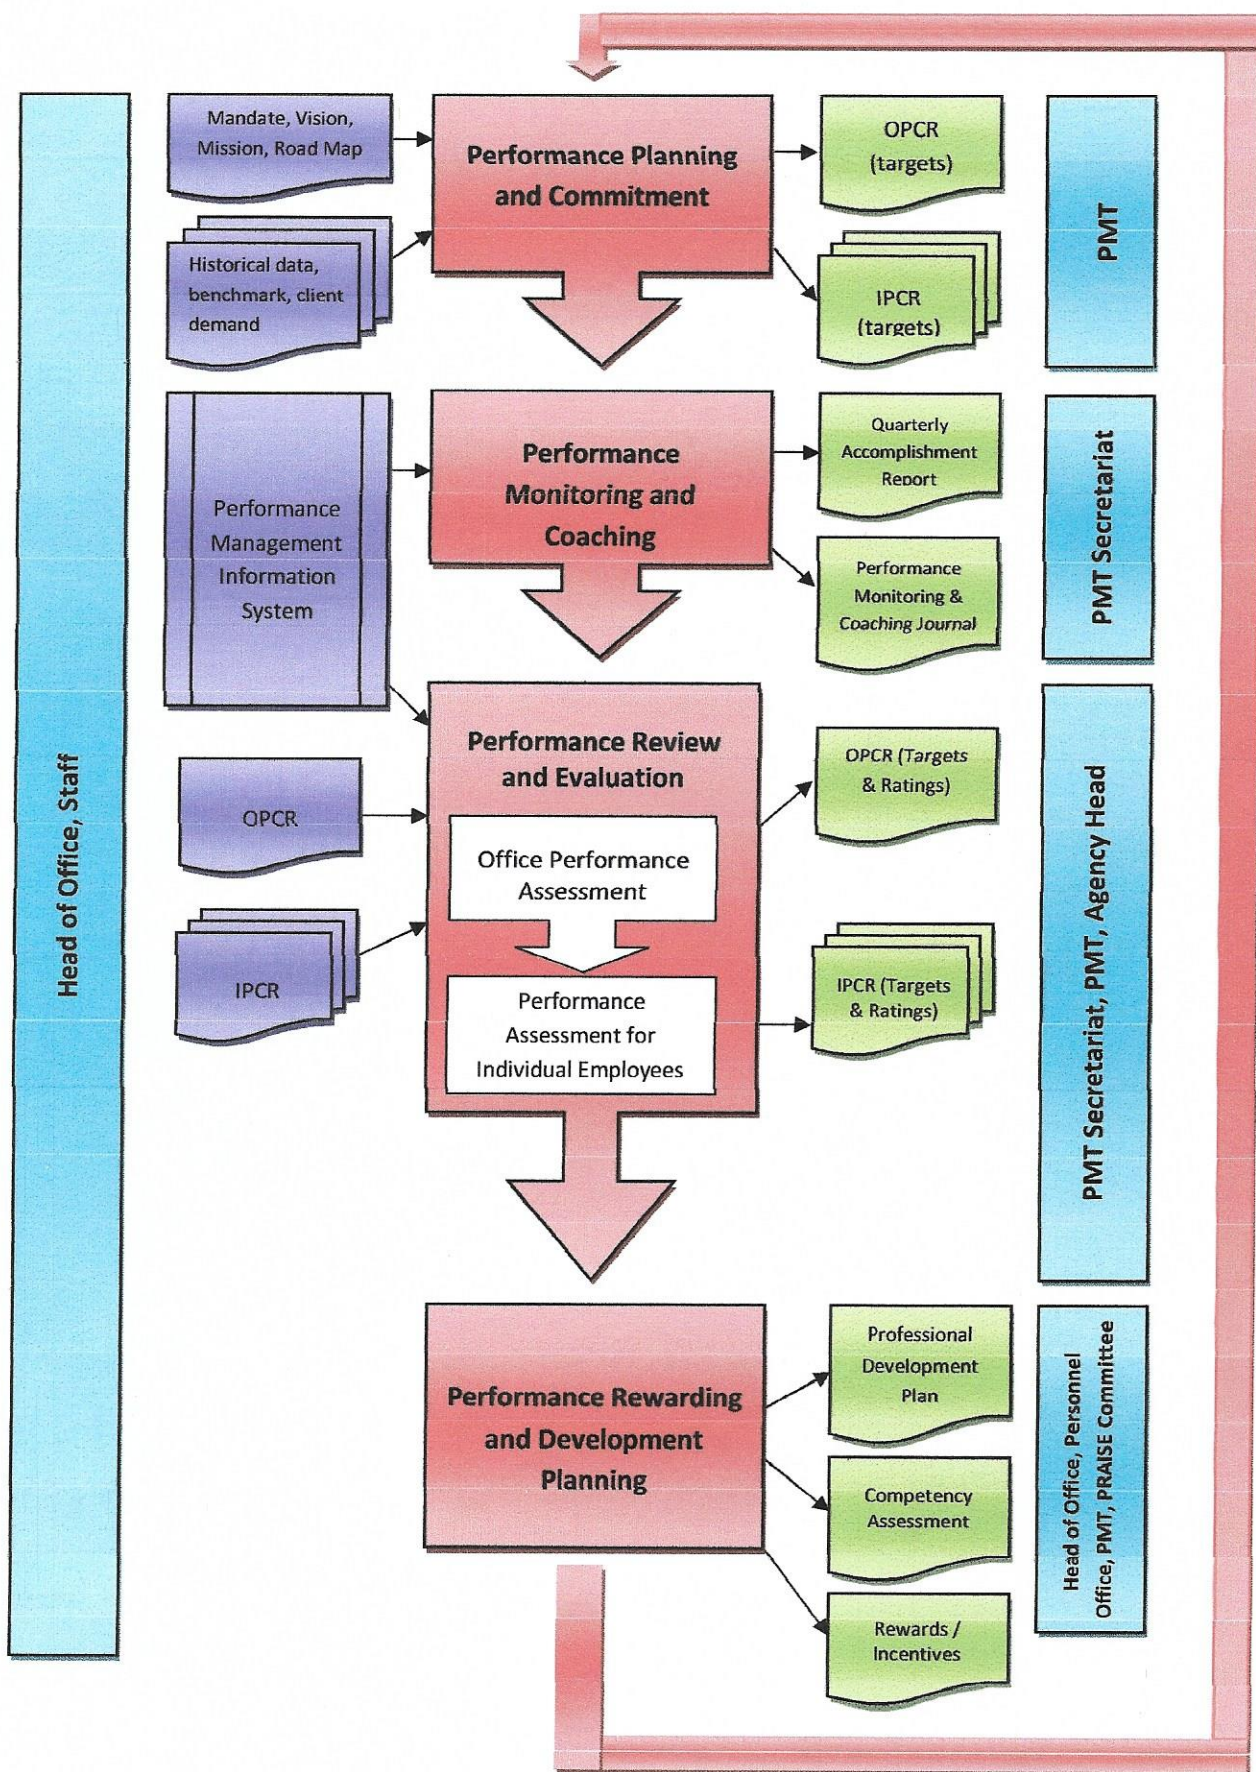 Head of Office, Staff
Mandate, Vision,
Mission, Road Map
Historical data,
benchmark, client
demand
Performance Planning
and Commitment
OPCR
(targets)
IPCR
(targets)
PMT
Performance
Management
Information
System
Performance
Monitoring and
Coaching
Quarterly
Accomplishment
Report
Performance
Monitoring &
Coaching Journal
PMT Secretariat
OPCR
IPCR
Performance Review
and Evaluation
Office Performance
Assessment
Performance
Assessment for
Individual Employees
OPCR (Targets
& Ratings)
IPCR (Targets
& Ratings)
PMT Secretariat, PMT, Agency Head
Performance Rewarding
and Development
Planning
Professional
Development
Plan
Competency
Assessment
Rewards /
Incentives
Head of Office, Personnel
Office, PMT, PRAISE Committee